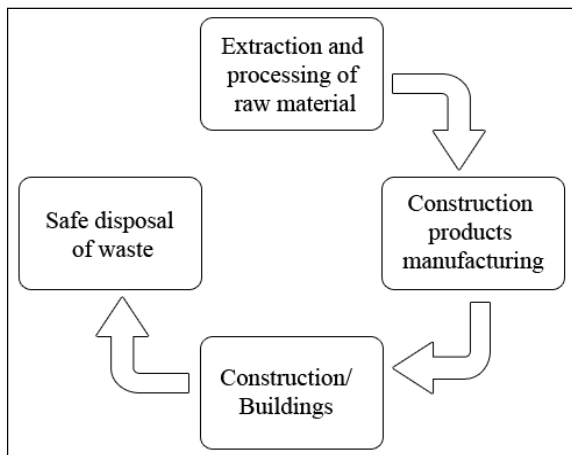 Extraction and
processing of
raw material
Construction
products
manufacturing
Construction/
Buildings
Safe disposal
of waste